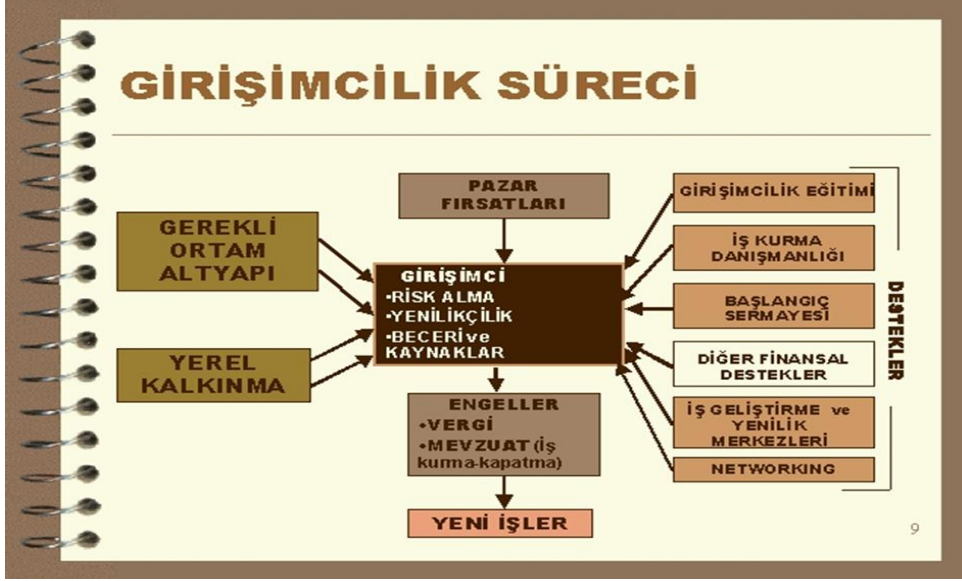 GİRİŞİMCİLİK SÜRECİ
PAZAR
FIRSATLARI
GEREKLİ
ORTAM
ALTYAPI
YEREL
KALKINMA
GİRİŞİMCİ
•RİSK ALMA
•YENİLİKÇİLİK
•BECERİ ve
KAYNAKLAR
ENGELLER
•VERGİ
•MEVZUAT (İş
kurma-kapatma)
YENİ İŞLER
GİRİŞİMCİLİK EĞİTİMİ
İŞ KURMA
DANIŞMANLIĞI
BAŞLANGIÇ
SERMAYESİ
DİĞER FİNANSAL
DESTEKLER
İŞ GELİŞTİRME ve
YENİLİK
MERKEZLERİ
NETWORKING
DESTEKLER
9